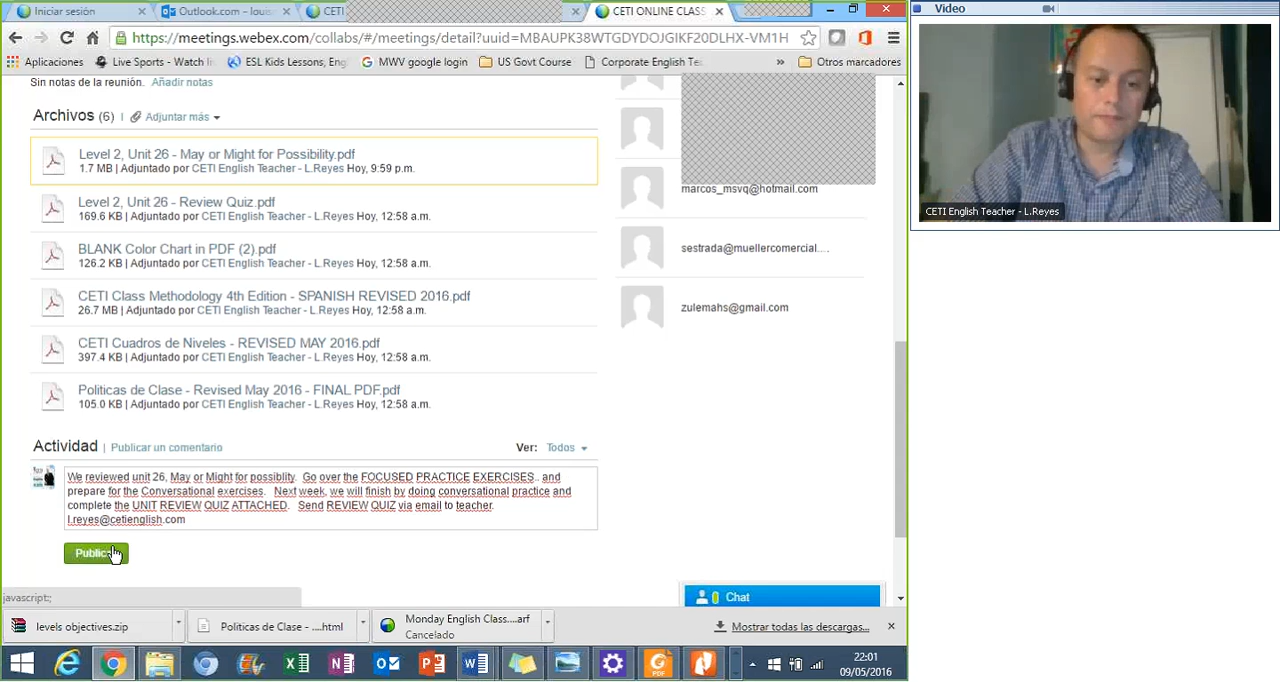 Iniciar sesión
Outlook.com – louis
CETI
CETI ONLINE CLASS
https://meetings.webex.com/collabs/#/meetings/detail?uuid=MBAUPK38WTGDYDOJGIKF20DLHX-VM1H
Aplicaciones
Live Sports - Watch li
ESL Kids Lessons, Eng
MWV google login
US Govt Course
Corporate English Te
»
Otros marcadores
Sin notas de la reunión. Añadir notas
Archivos (6) | Adjuntar más
Level 2, Unit 26 - May or Might for Possibility.pdf
1.7 MB | Adjuntado por CETI English Teacher - L.Reyes Hoy, 9:59 p.m.
Level 2, Unit 26 - Review Quiz.pdf
169.6 KB | Adjuntado por CETI English Teacher - L.Reyes Hoy, 12:58 a.m.
BLANK Color Chart in PDF (2).pdf
126.2 KB | Adjuntado por CETI English Teacher - L.Reyes Hoy, 12:58 a.m.
CETI Class Methodology 4th Edition - SPANISH REVISED 2016.pdf
26.7 MB | Adjuntado por CETI English Teacher - L.Reyes Hoy, 12:58 a.m.
CETI Cuadros de Niveles - REVISED MAY 2016.pdf
397.4 KB | Adjuntado por CETI English Teacher - L.Reyes Hoy, 12:58 a.m.
Politicas de Clase - Revised May 2016 - FINAL PDF.pdf
105.0 KB | Adjuntado por CETI English Teacher - L.Reyes Hoy, 12:58 a.m.
marcos_msvq@hotmail.com
sestrada@muellercomercial....
zulemahs@gmail.com
Actividad | Publicar un comentario
Ver: Todos
We reviewed unit 26, May or Might for possiblity. Go over the FOCUSED PRACTICE EXERCISES.. and
prepare for the Conversational exercises. Next week, we will finish by doing conversational practice and
complete the UNIT REVIEW QUIZ ATTACHED. Send REVIEW QUIZ via email to teacher.
l.reyes@cetienglish.com
Public
javascript:;
Chat
levels objectives.zip
Politicas de Clase - ....html
Monday English Class....arf
Cancelado
Mostrar todas las descargas...
22:01
09/05/2016
Video
CETI English Teacher - L.Reyes